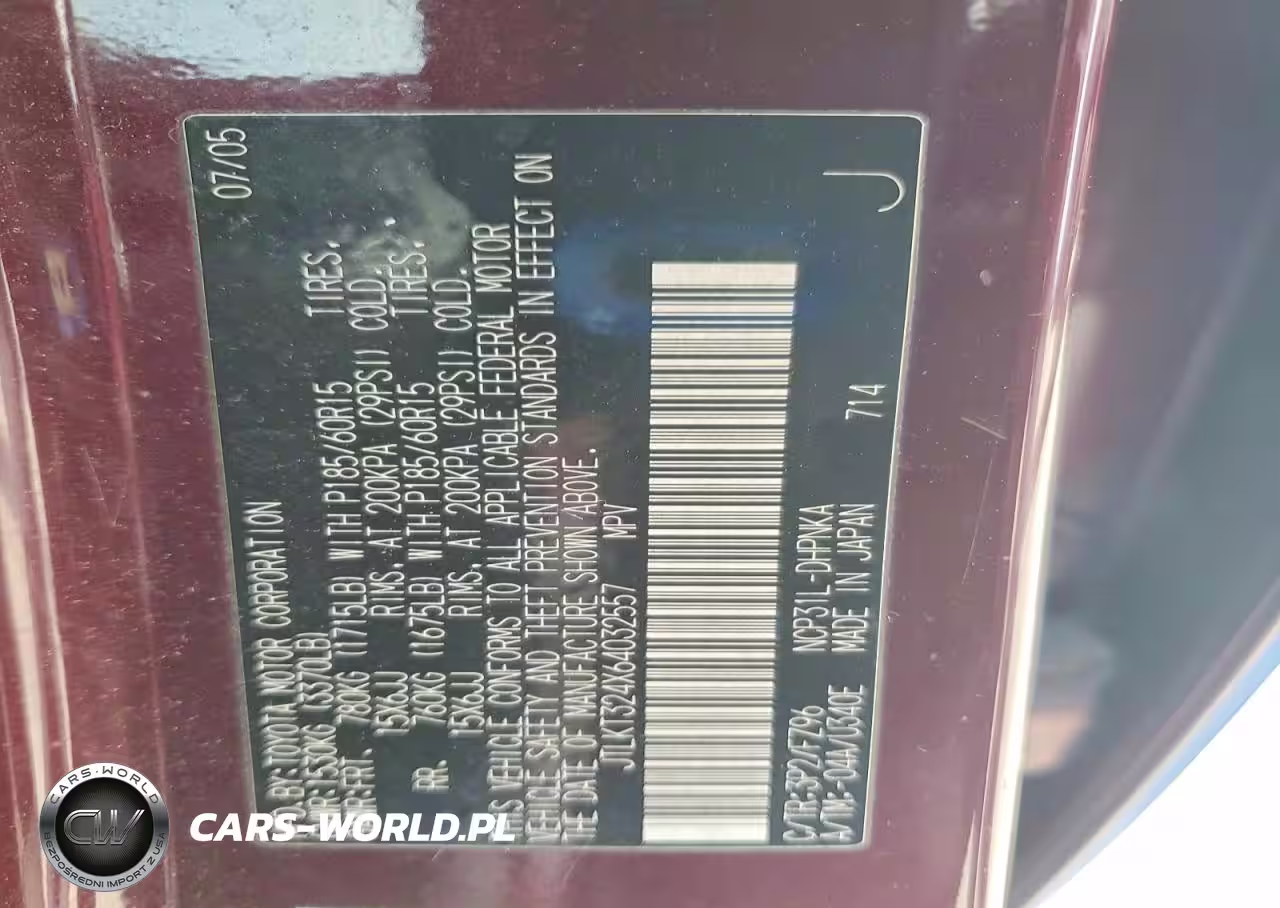 07/05
D BY:TOYOTA MOTOR CORPORATION
R:1530KG (3370LB)
R:FRT. 780KG (1715LB) WITH P185/60R15 TIRES.
15X6JJ RIMS. AT 200KPA (29PSI) COLD.
RR. 760KG (1675LB) WITH P185/60R15 TIRES.
15X6JJ RIMS. AT 200KPA (29PSI) COLD.
S VEHICLE CONFORMS TO ALL APPLICABLE FEDERAL MOTOR
VEHICLE SAFETY AND THEFT PREVENTION STANDARDS IN EFFECT ON
THE DATE OF MANUFACTURE SHOWN ABOVE.
JTLKT324X64032557 MPV
C/TR:3P2/FZ96 NCP31L-DHPNKA
A/TM:-04A/U340E MADE IN JAPAN 714
J
CARS-WORLD
CW
BEZPOŚREDNI IMPORT Z USA
CARS-WORLD.PL